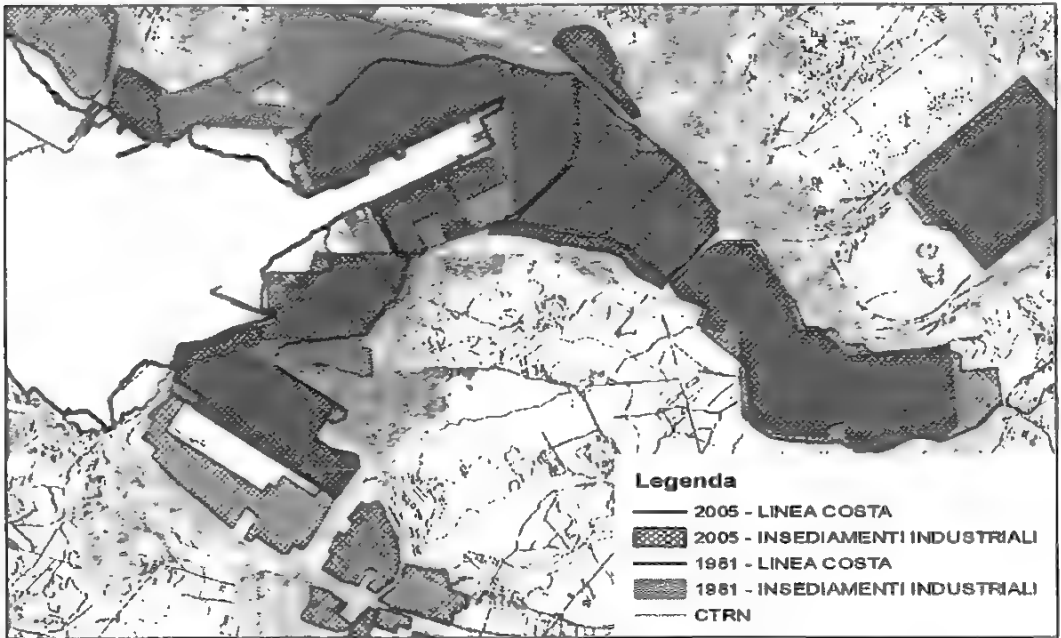 Legenda
2005 - LINEA COSTA
2005 - INSEDIAMENTI INDUSTRIALI
1981 - LINEA COSTA
1981 - INSEDIAMENTI INDUSTRIALI
CTRN